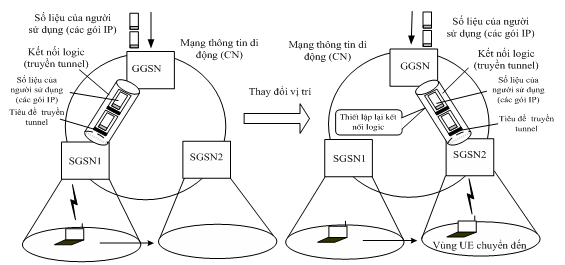 Số liệu của người
sử dụng (các gói IP)
Kết nối logic
(truyền tunnel)
Số liệu của
người sử dụng
(các gói IP)
Tiêu đề truyền
tunnel
GGSN
Mạng thông tin di
động (CN)
SGSN1
SGSN2
Thay đổi vị trí
Mạng thông tin di
động (CN)
Số liệu của người
sử dụng (các gói IP)
GGSN
Kết nối logic
(truyền tunnel)
Số liệu của
người sử dụng
(các gói IP)
Thiết lập lại kết
nối logic
Tiêu đề truyền
tunnel
SGSN1
SGSN2
Vùng UE chuyển đến